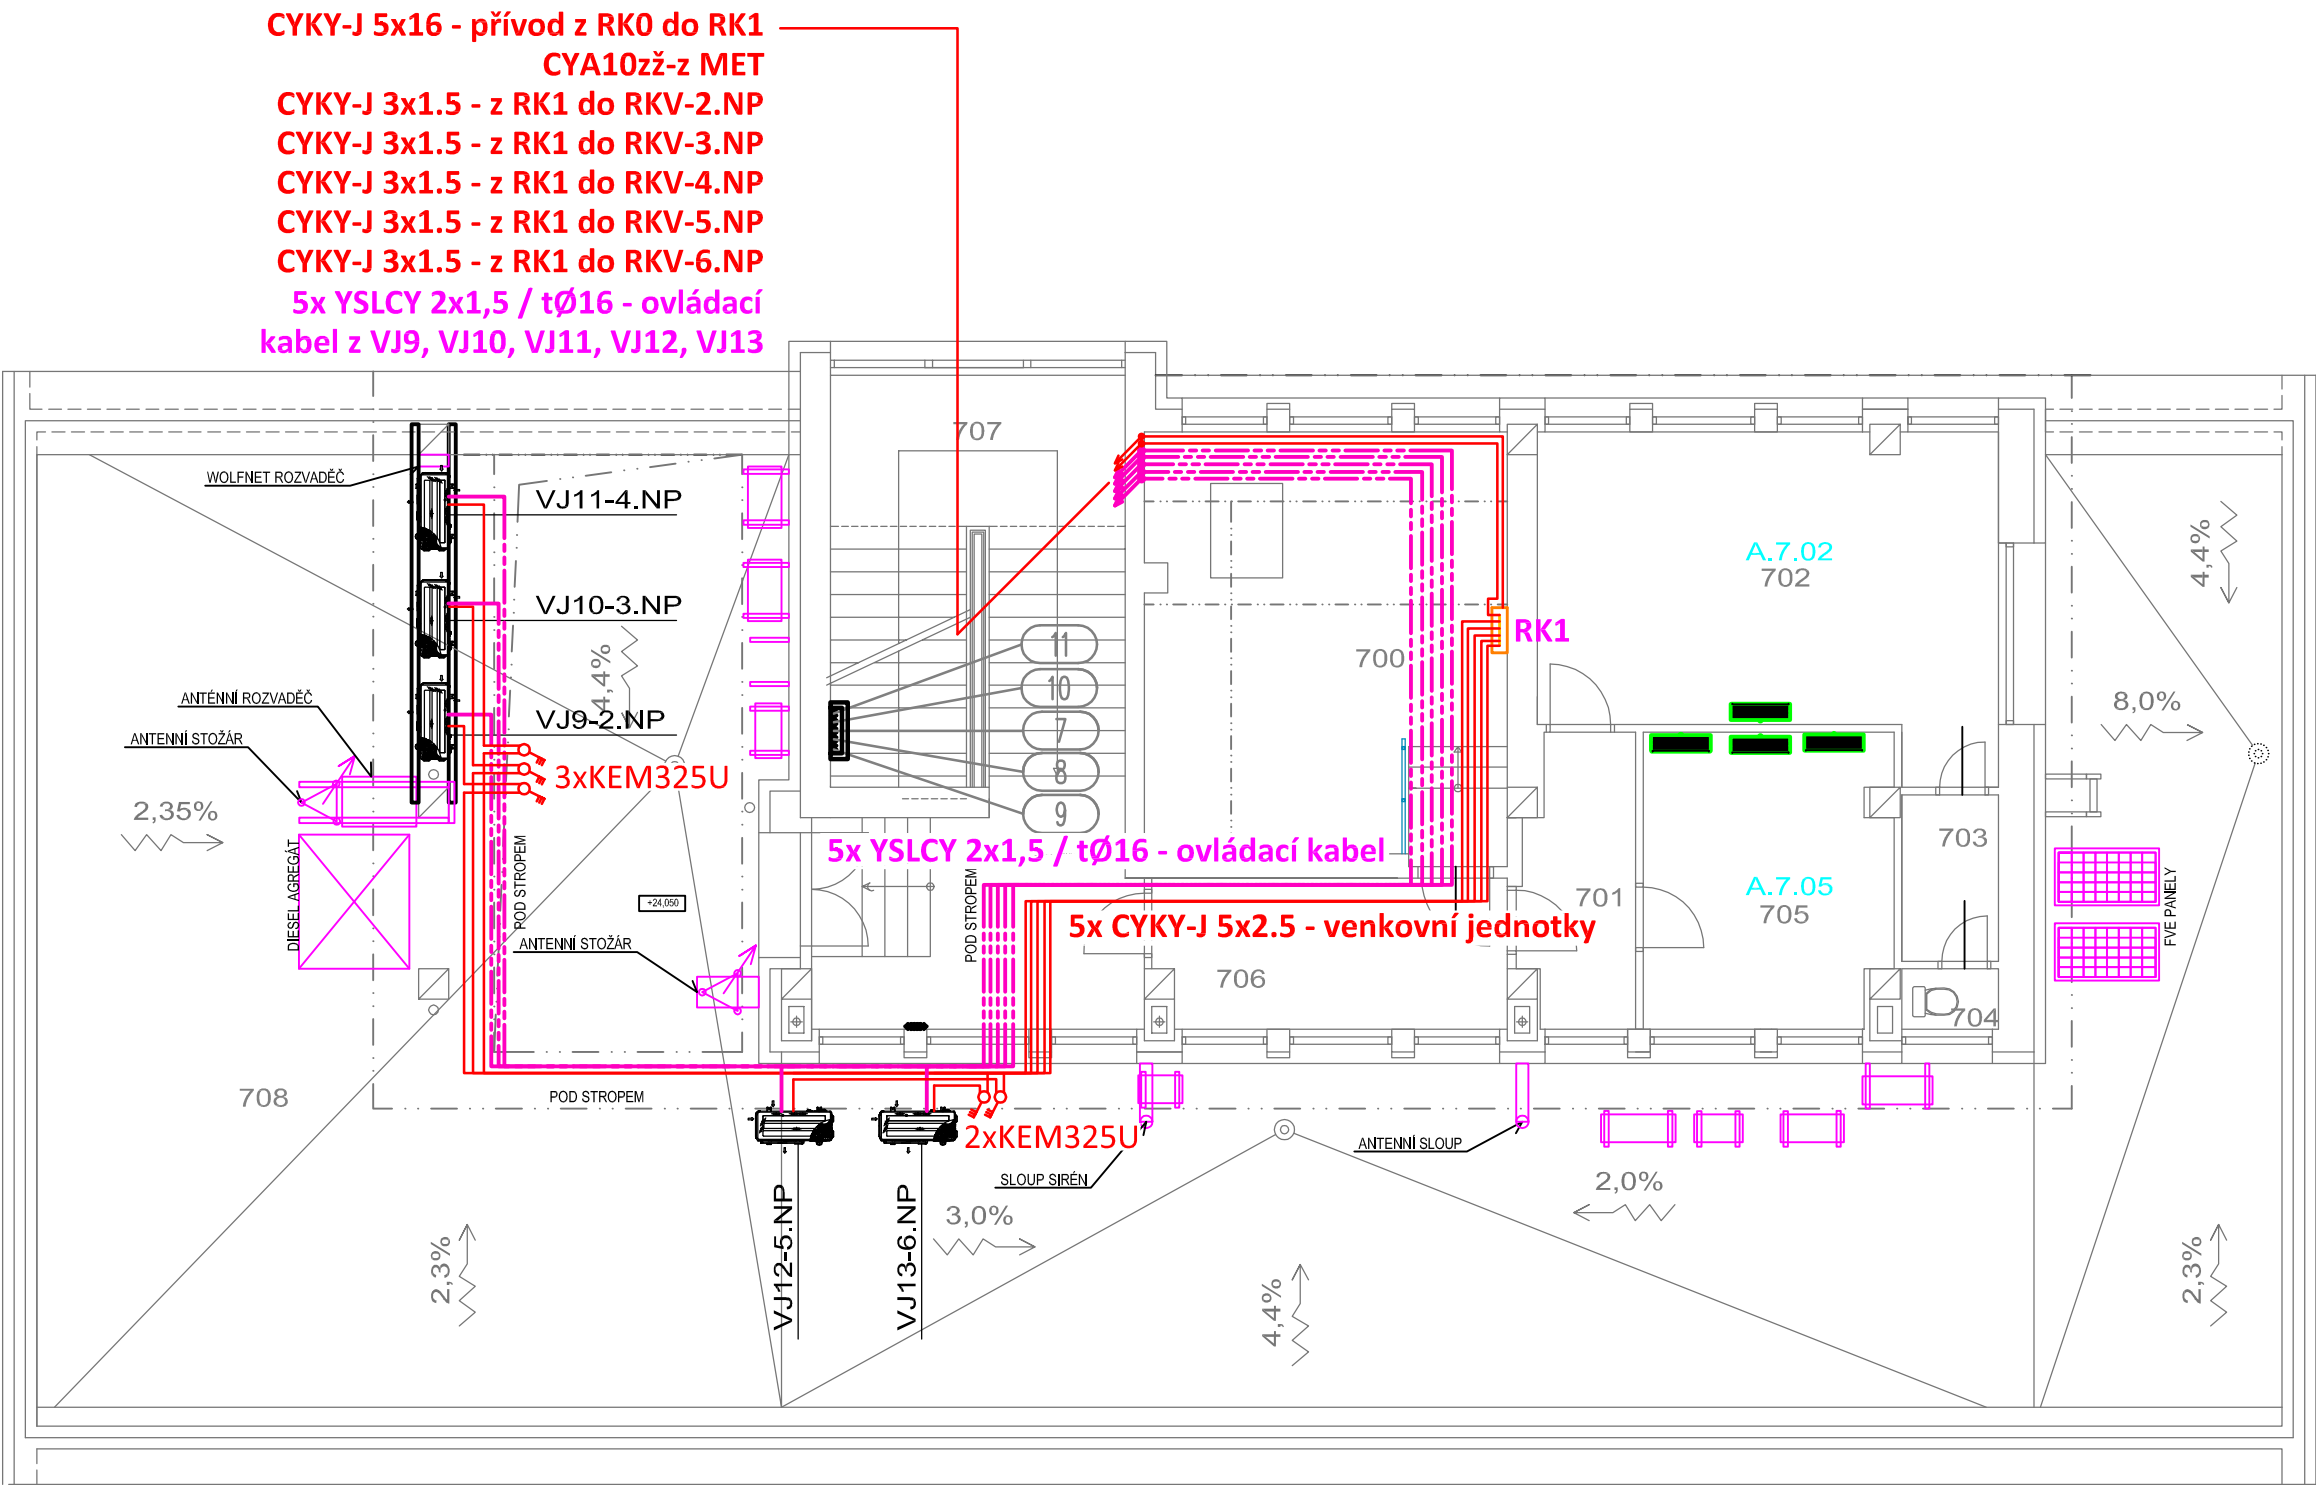 CYKY-J 5x16 - přívod z RK0 do RK1
CYA10zž-z MET
CYKY-J 3x1.5 - z RK1 do RKV-2.NP
CYKY-J 3x1.5 - z RK1 do RKV-3.NP
CYKY-J 3x1.5 - z RK1 do RKV-4.NP
CYKY-J 3x1.5 - z RK1 do RKV-5.NP
CYKY-J 3x1.5 - z RK1 do RKV-6.NP
5x YSLCY 2x1,5 / tØ16 - ovládací
kabel z VJ9, VJ10, VJ11, VJ12, VJ13
707
WOLFNET ROZVADĚČ
VJ11-4.NP
VJ10-3.NP
VJ9-2.NP
4,4%
ANTÉNNÍ ROZVADĚČ
ANTENNÍ STOŽÁR
3xKEM325U
2,35%
DIESEL AGREGÁT
POD STROPEM
+24,050
ANTENNÍ STOŽÁR
11
10
7
8
9
700
RK1
A.7.02
702
4,4%
8,0%
703
5x YSLCY 2x1,5 / tØ16 - ovládací kabel
POD STROPEM
701
A.7.05
705
FVE PANELY
5x CYKY-J 5x2.5 - venkovní jednotky
706
704
708
POD STROPEM
2xKEM325U
ANTENNÍ SLOUP
SLOUP SIRÉN
VJ12-5.NP
VJ13-6.NP
3,0%
2,0%
2,3%
4,4%
2,3%